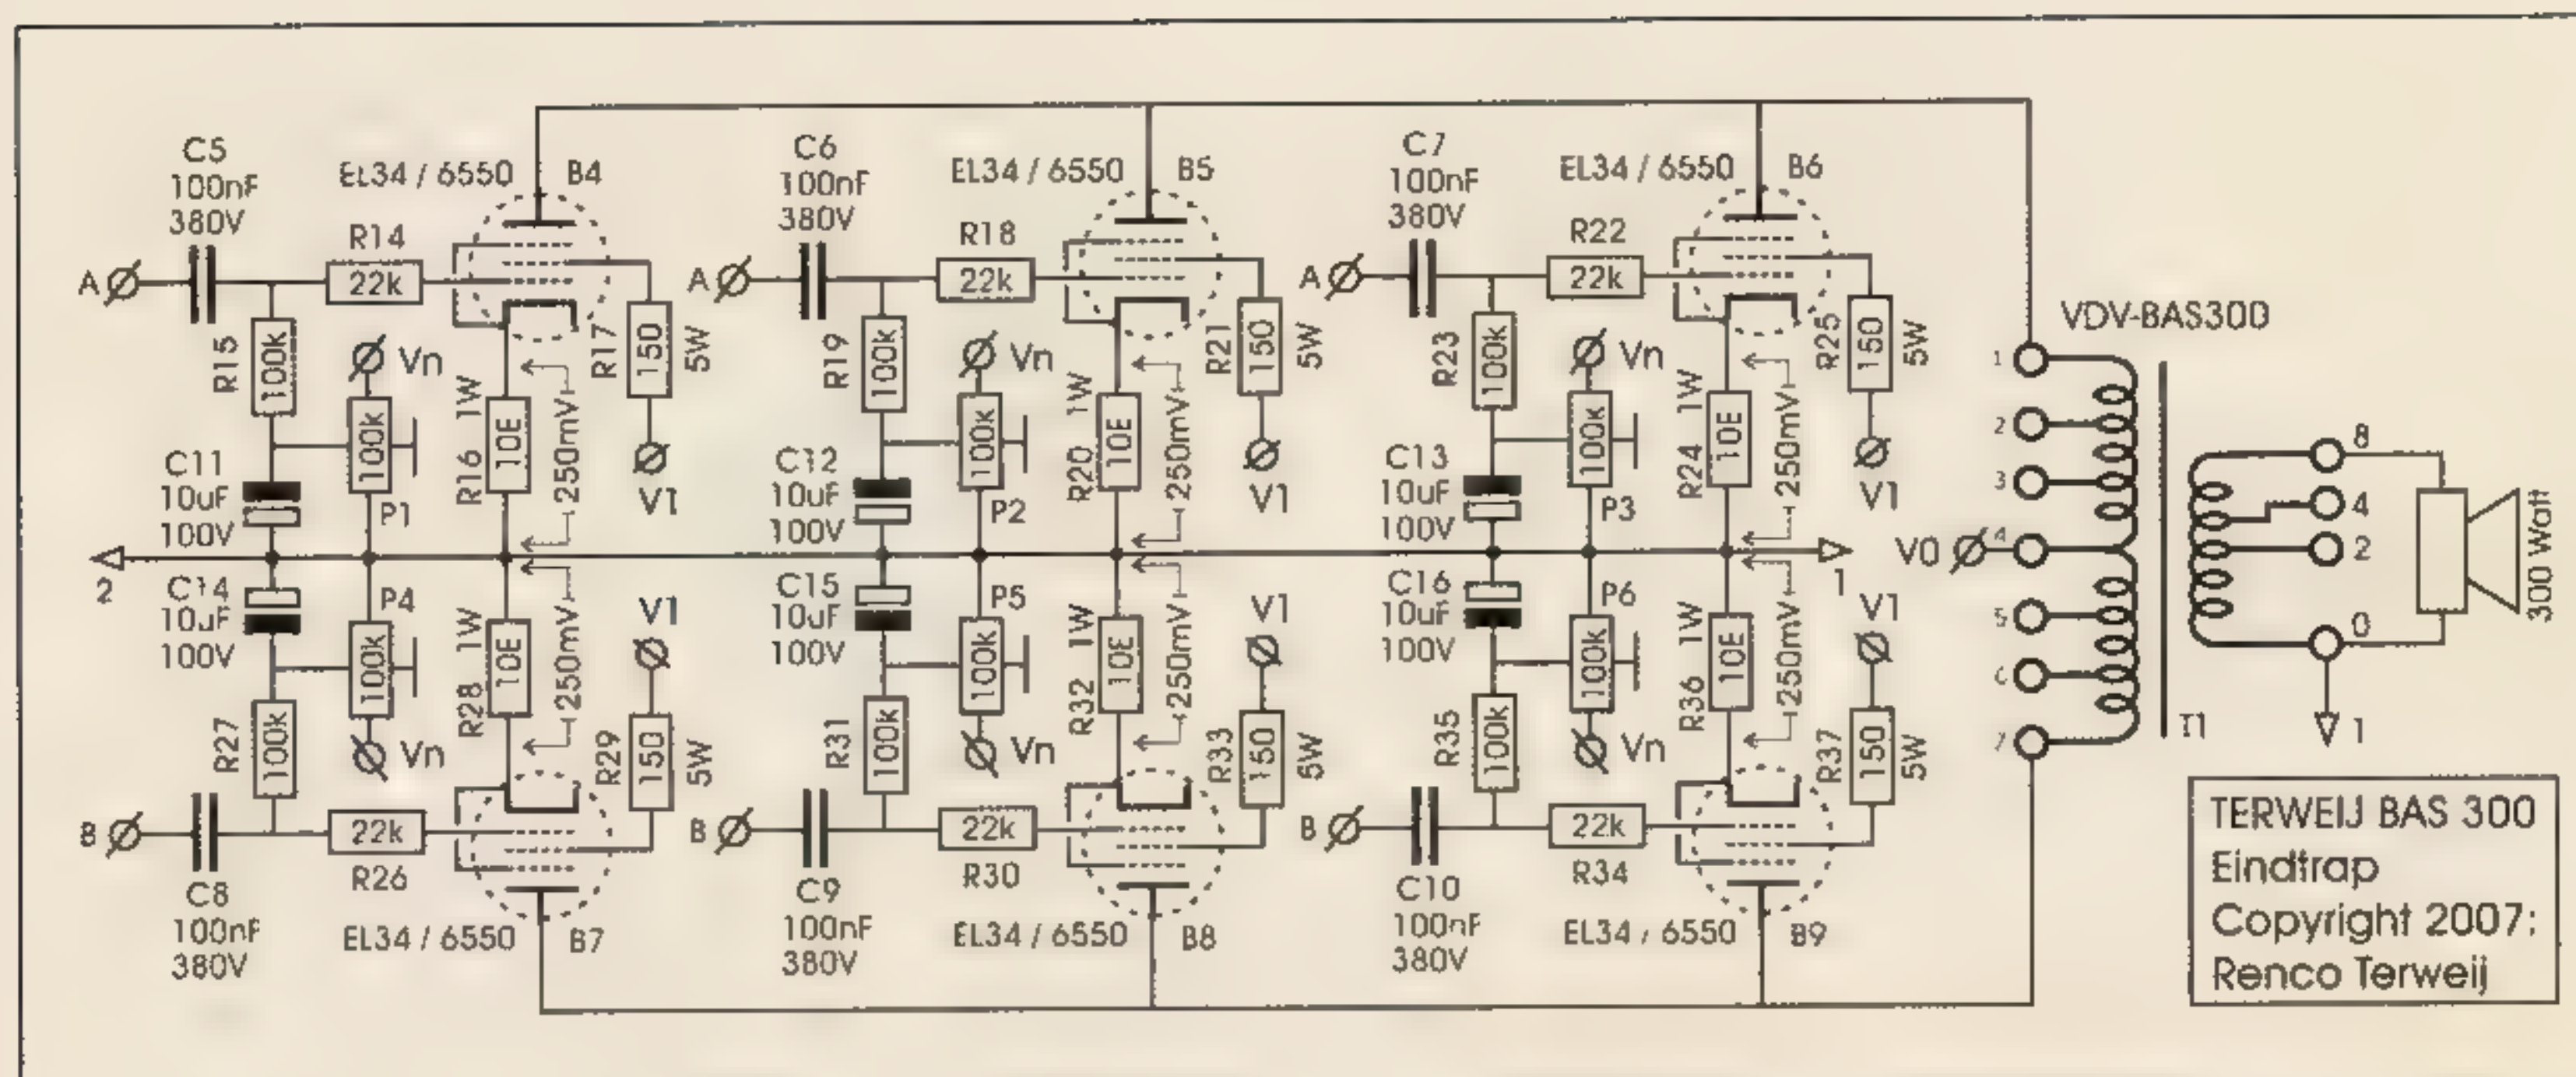 C5
100nF
380V
EL34 / 6550
B4
R14
22k
A
R15
100k
Vn
100k
P1
R16 1W
10E
250mV
R17
150
5W
V1
C11
10uF
100V
C6
100nF
380V
EL34 / 6550
B5
R18
22k
A
R19
100k
Vn
100k
P2
R20 1W
10E
250mV
R21
150
5W
V1
C12
10uF
100V
C7
100nF
380V
EL34 / 6550
B6
R22
22k
A
R23
100k
Vn
100k
P3
R24 1W
10E
250mV
R25
150
5W
V1
C13
10uF
100V
2
1
C14
10uF
100V
P4
100k
Vn
R27
100k
R28 1W
10E
250mV
V1
R29
150
5W
B
C8
100nF
380V
22k
R26
EL34 / 6550
B7
C15
10uF
100V
P5
100k
Vn
R31
100k
R32 1W
10E
250mV
V1
R33
150
5W
B
C9
100nF
380V
22k
R30
EL34 / 6550
B8
C16
10uF
100V
P6
100k
Vn
R35
100k
R36 1W
10E
250mV
V1
R37
150
5W
B
C10
100nF
380V
22k
R34
EL34 / 6550
B9
VDV-BAS300
1
2
3
V0
4
5
6
7
T1
8
4
2
0
1
300 Watt
TERWEIJ BAS 300
Eindtrap
Copyright 2007:
Renco Terweij